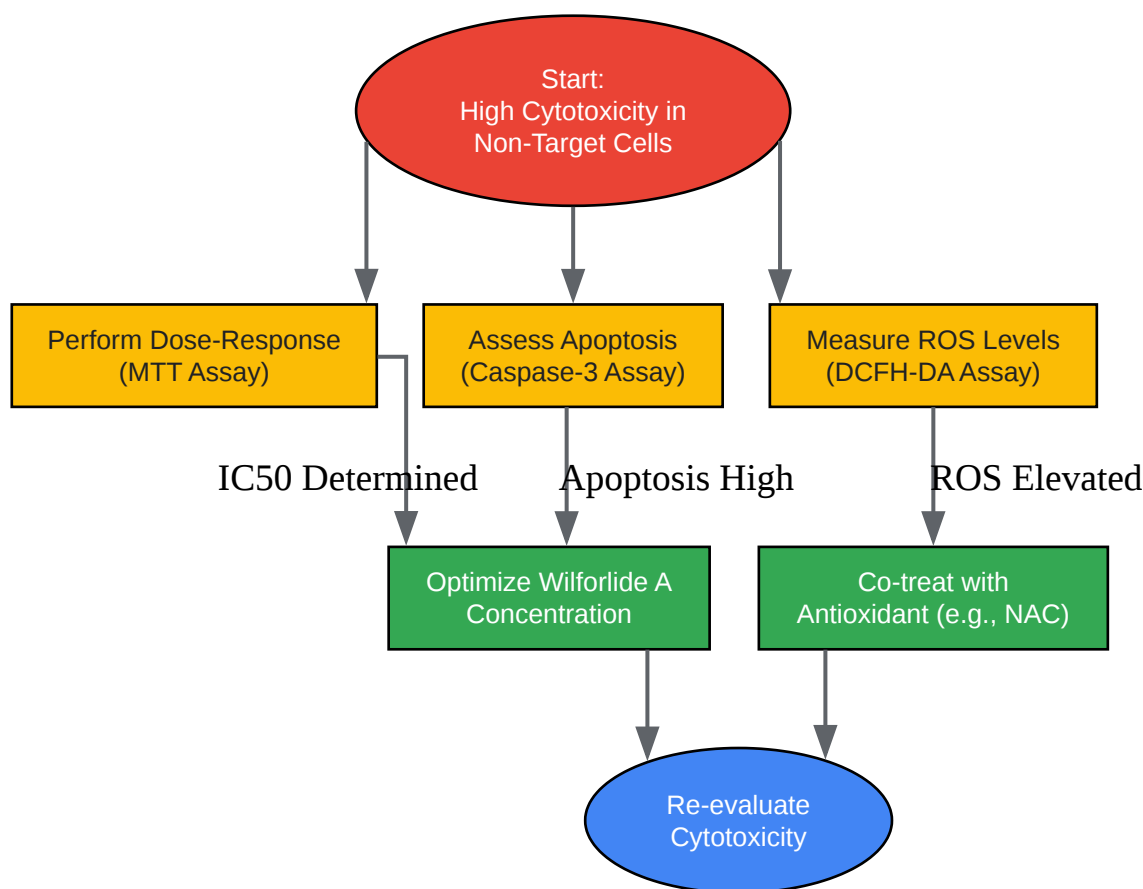 Start:
High Cytotoxicity in
Non-Target Cells
Perform Dose-Response
(MTT Assay)
Assess Apoptosis
(Caspase-3 Assay)
Measure ROS Levels
(DCFH-DA Assay)
IC50 Determined
Apoptosis High
ROS Elevated
Optimize Wilforlide A
Concentration
Co-treat with
Antioxidant (e.g., NAC)
Re-evaluate
Cytotoxicity